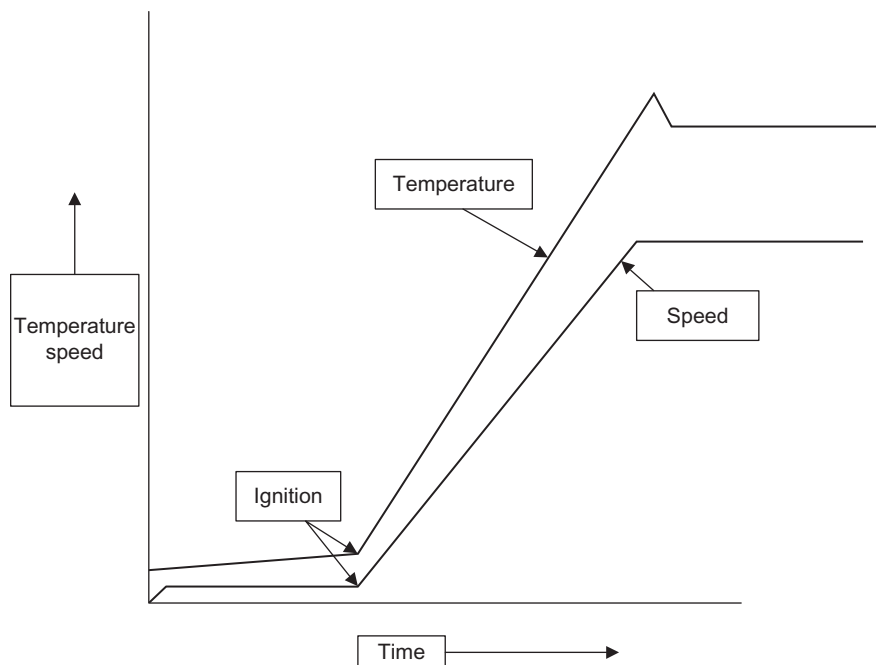 Temperature
Temperature
speed
Speed
Ignition
Time